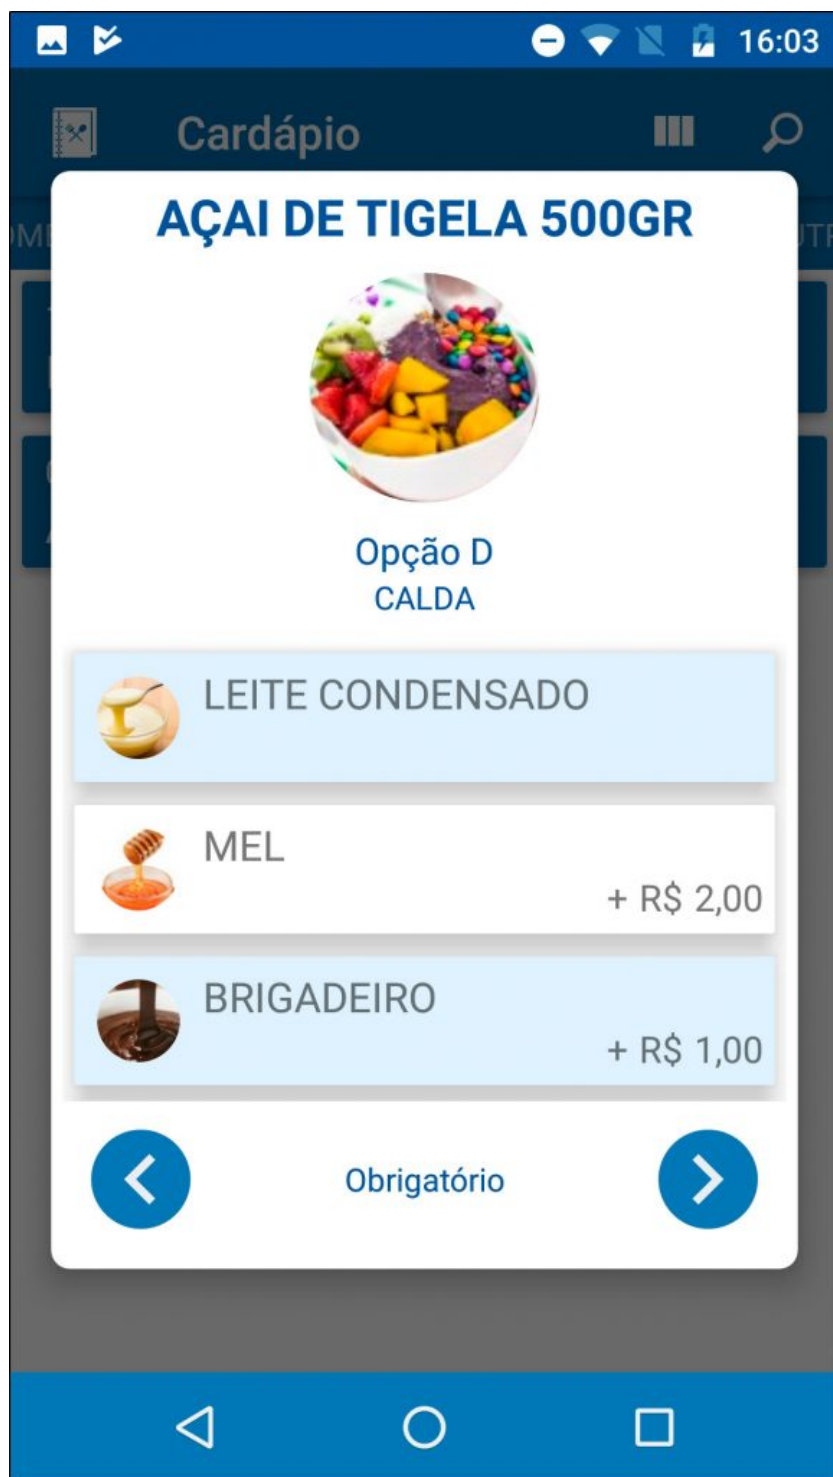 16:03
Cardápio
AÇAI DE TIGELA 500GR
Opção D
CALDA
LEITE CONDENSADO
MEL
+ R$ 2,00
BRIGADEIRO
+ R$ 1,00
Obrigatório